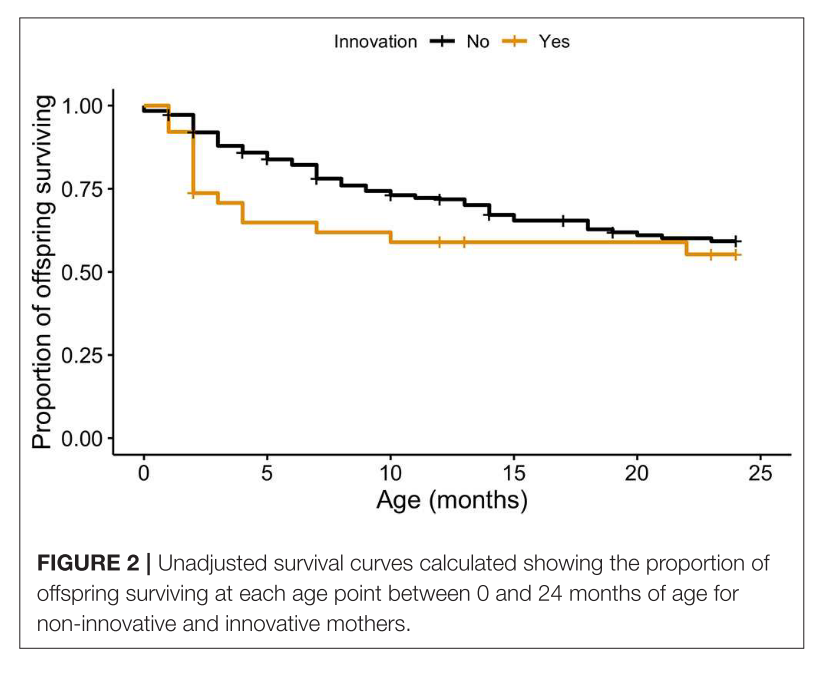 Innovation No Yes
Proportion of offspring surviving
1.00
0.75
0.50
0.25
0.00
0 5 10 15 20 25
Age (months)
FIGURE 2 | Unadjusted survival curves calculated showing the proportion of
offspring surviving at each age point between 0 and 24 months of age for
non-innovative and innovative mothers.